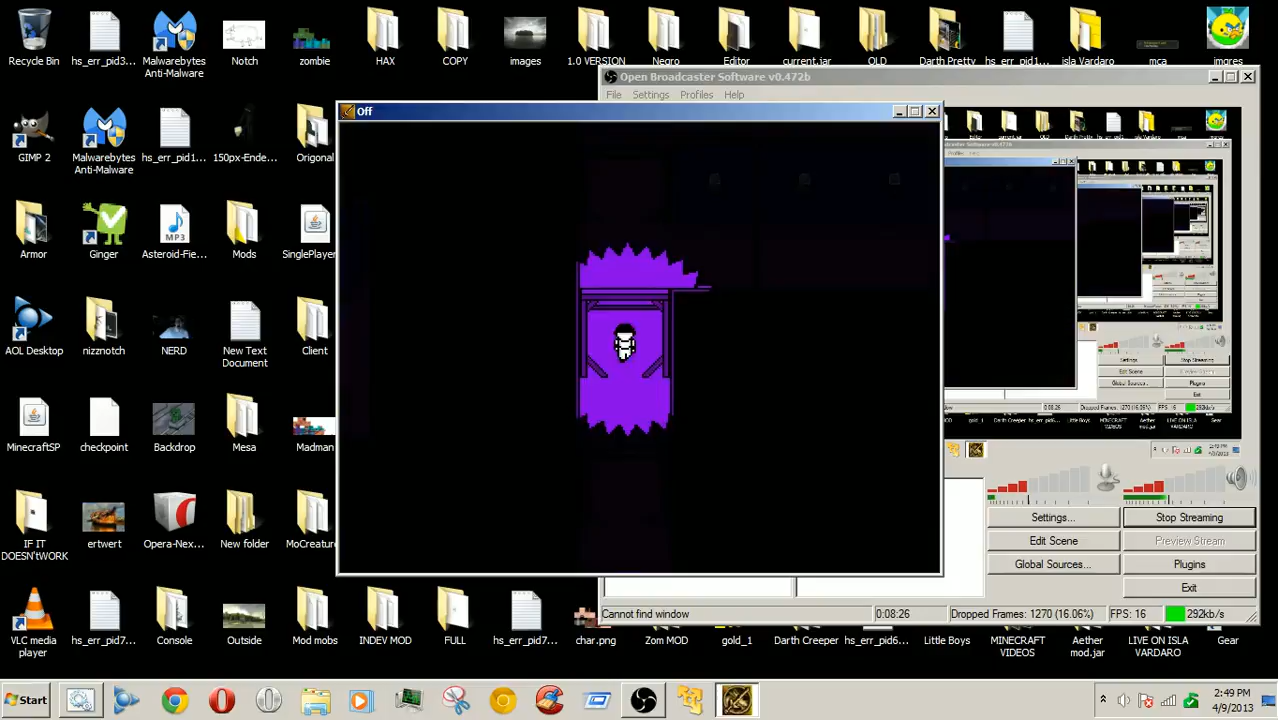 Recycle Bin
hs_err_pid1...
Malwarebytes
Anti-Malware
Notch
zombie
HAX
COPY
images
1.0 VERSION
Negro
Editor
current.jar
OLD
Darth Pretty
hs_err_pid1...
isla Vardaro
mca
imgres
Open Broadcaster Software v0.472b
File Settings Profiles Help
Off
GIMP 2
Malwarebytes
Anti-Malware
hs_err_pid1...
150px-Ende...
Original
Armor
Ginger
MP3
Asteroid-Fie...
Mods
SinglePlayer
AOL Desktop
nizznotch
NERD
New Text
Document
Client
MinecraftSP
checkpoint
Backdrop
Mesa
Madman
IF IT
DOESN'tWORK
ertwert
Opera-Nex...
New folder
MoCreature
Settings...
Stop Streaming
Edit Scene
Preview Stream
Global Sources...
Plugins
Exit
Cannot find window
0:08:26
Dropped Frames: 1270 (16.06%)
FPS: 16
292kb/s
VLC media
player
hs_err_pid7...
Console
Outside
Mod mobs
INDEV MOD
FULL
hs_err_pid7...
char.png
Zom MOD
gold_1
Darth Creeper
hs_err_pid6...
Little Boys
MINECRAFT
VIDEOS
Aether
mod.jar
LIVE ON ISLA
VARDARO
Gear
Start
2:49 PM
4/9/2013